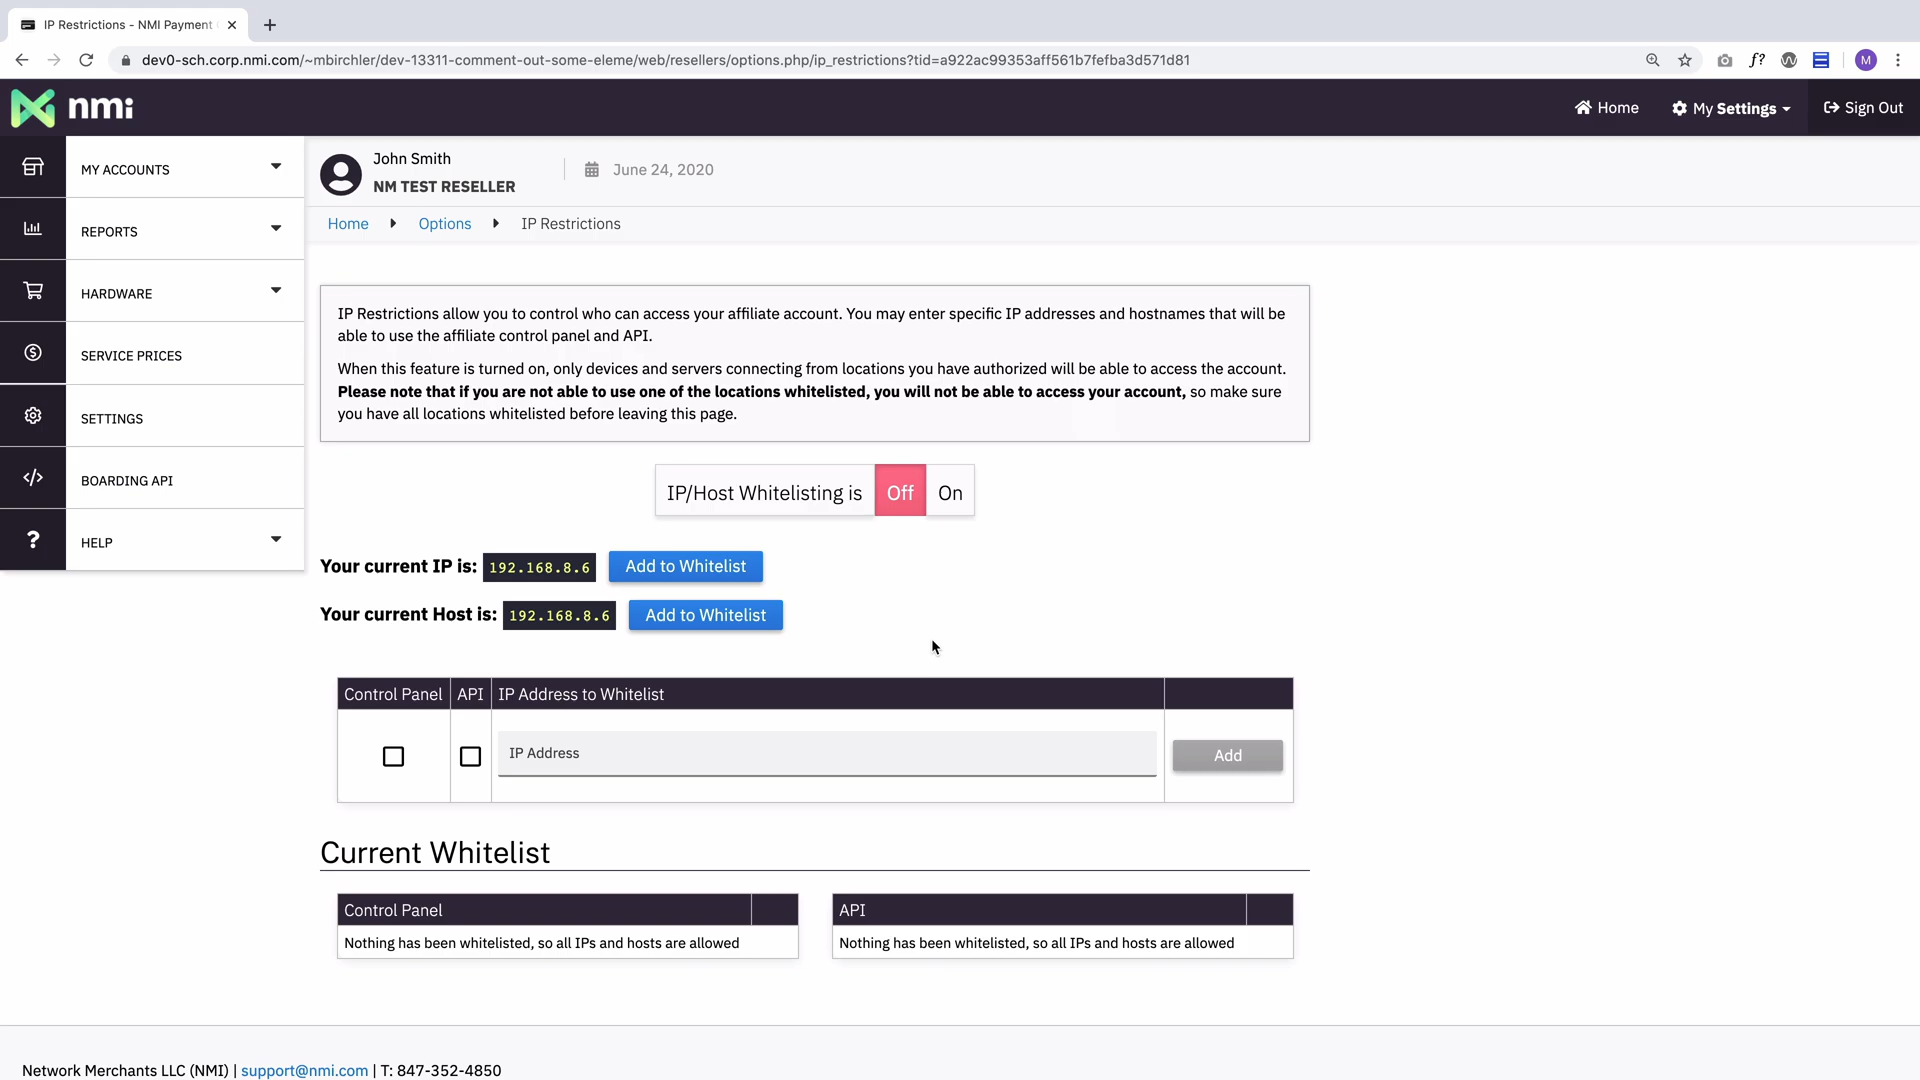 IP Restrictions - NMI Payment
dev0-sch.corp.nmi.com/~mbirchler/dev-13311-comment-out-some-eleme/web/resellers/options.php/ip_restrictions?tid=a922ac99353aff561b7fefba3d571d81
f?
M
nmi
Home
My Settings
Sign Out
MY ACCOUNTS
REPORTS
HARDWARE
SERVICE PRICES
SETTINGS
BOARDING API
? HELP
John Smith
NM TEST RESELLER
June 24, 2020
Home
Options
IP Restrictions
IP Restrictions allow you to control who can access your affiliate account. You may enter specific IP addresses and hostnames that will be
able to use the affiliate control panel and API.
When this feature is turned on, only devices and servers connecting from locations you have authorized will be able to access the account.
Please note that if you are not able to use one of the locations whitelisted, you will not be able to access your account, so make sure
you have all locations whitelisted before leaving this page.
IP/Host Whitelisting is Off On
Your current IP is: 192.168.8.6 Add to Whitelist
Your current Host is: 192.168.8.6 Add to Whitelist
Control Panel API IP Address to Whitelist
IP Address
Add
Current Whitelist
Control Panel
Nothing has been whitelisted, so all IPs and hosts are allowed
API
Nothing has been whitelisted, so all IPs and hosts are allowed
Network Merchants LLC (NMI) | support@nmi.com | T: 847-352-4850